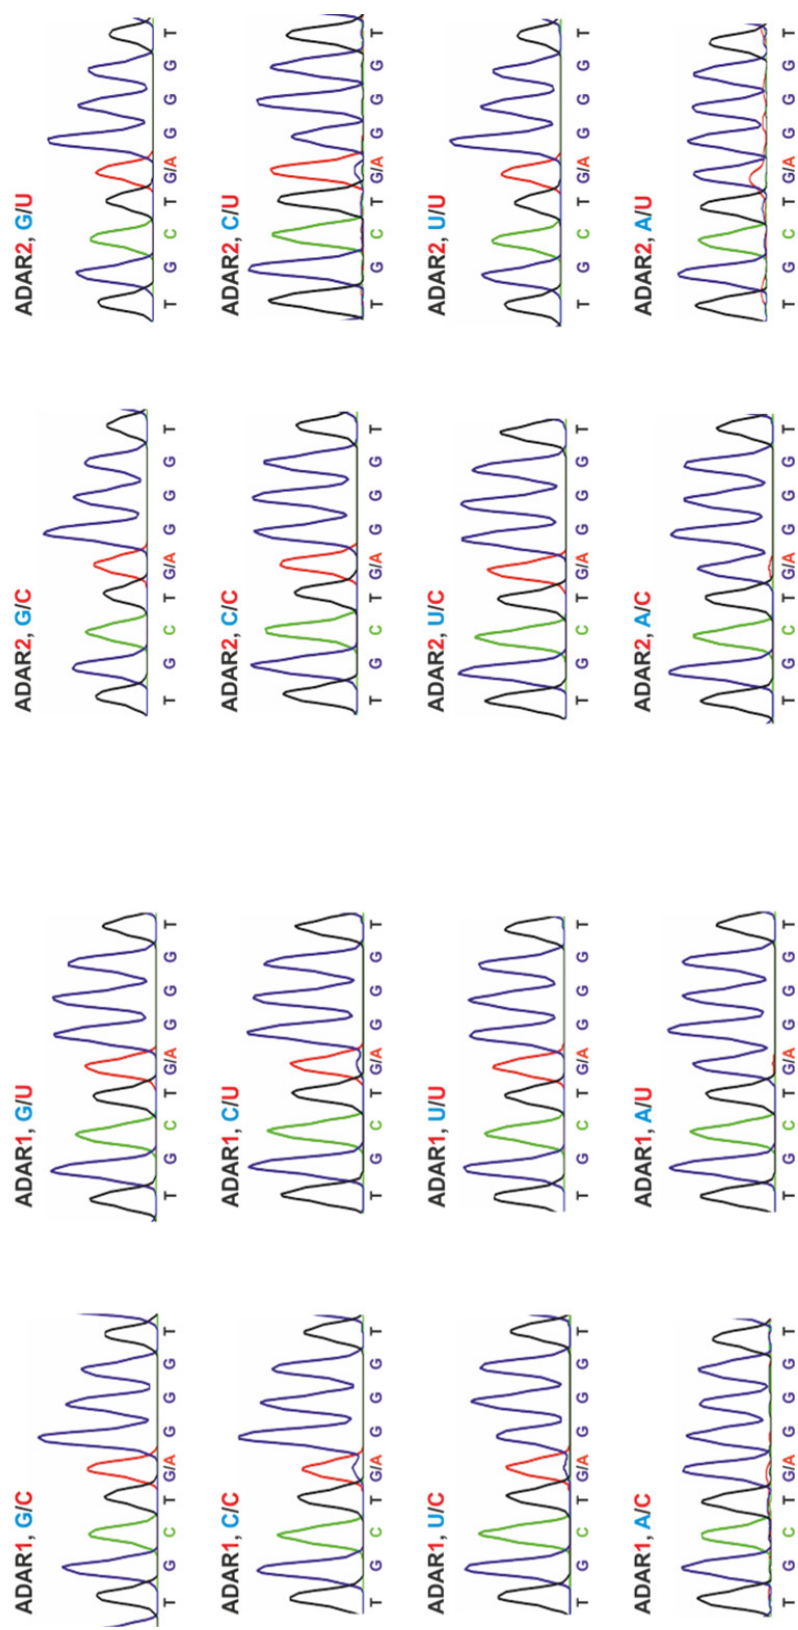 ADAR1, G/C
T G C T G/A G G G T
ADAR1, G/U
T G C T G/A G G G T
ADAR2, G/C
T G C T G/A G G G T
ADAR2, G/U
T G C T G/A G G G T
ADAR1, C/C
T G C T G/A G G G T
ADAR1, C/U
T G C T G/A G G G T
ADAR2, C/C
T G C T G/A G G G T
ADAR2, C/U
T G C T G/A G G G T
ADAR1, U/C
T G C T G/A G G G T
ADAR1, U/U
T G C T G/A G G G T
ADAR2, U/C
T G C T G/A G G G T
ADAR2, U/U
T G C T G/A G G G T
ADAR1, A/C
T G C T G/A G G G T
ADAR1, A/U
T G C T G/A G G G T
ADAR2, A/C
T G C T G/A G G G T
ADAR2, A/U
T G C T G/A G G G T